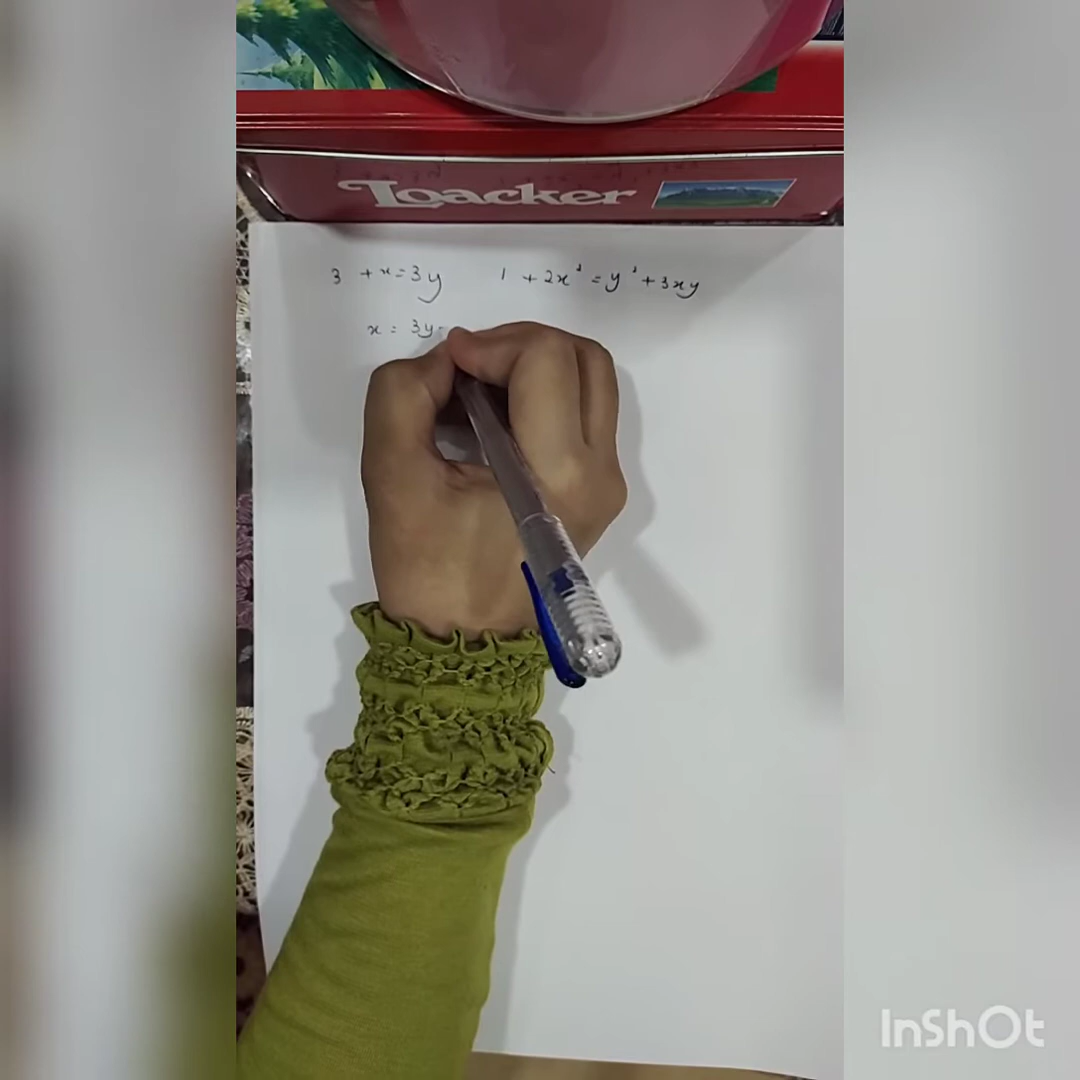 Loacker
3 + x = 3y 1 + 2x² = y² + 3xy
x = 3y -
InShOt